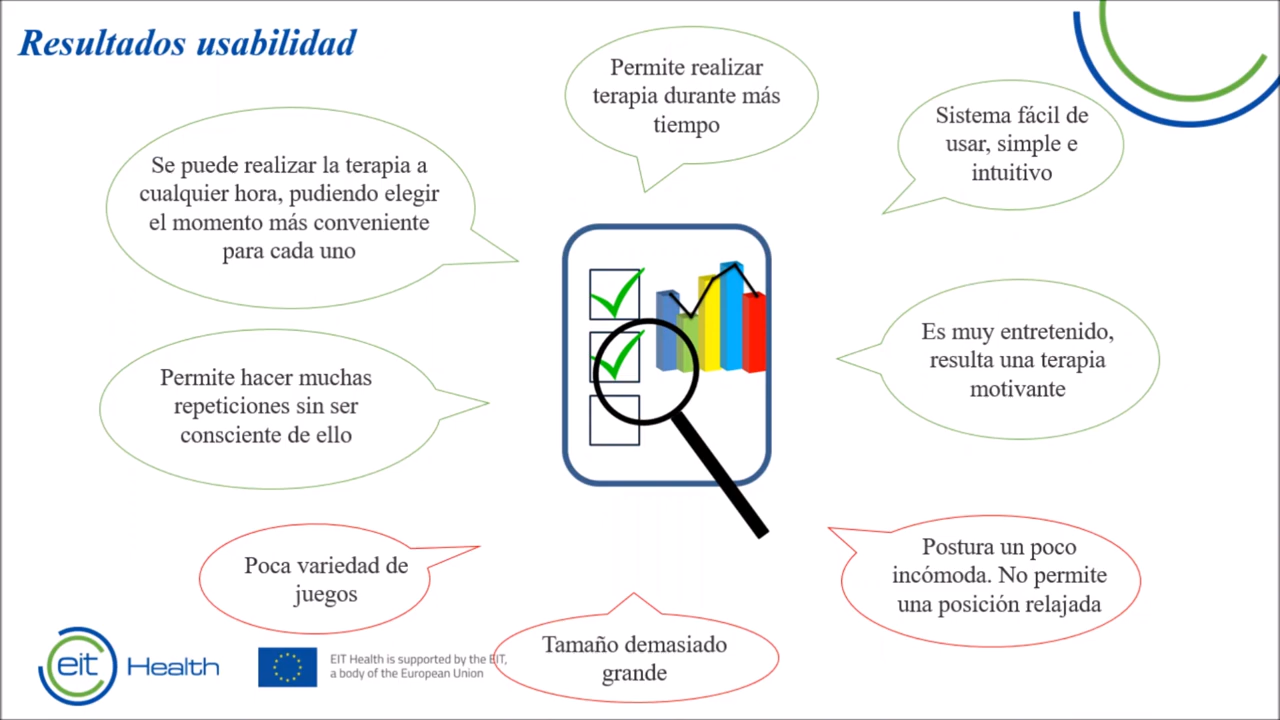 Resultados usabilidad
Permite realizar
terapia durante más
tiempo
Sistema fácil de
usar, simple e
intuitivo
Se puede realizar la terapia a
cualquier hora, pudiendo elegir
el momento más conveniente
para cada uno
Es muy entretenido,
resulta una terapia
motivante
Permite hacer muchas
repeticiones sin ser
consciente de ello
Poca variedad de
juegos
Postura un poco
incómoda. No permite
una posición relajada
Tamaño demasiado
grande
eit Health
EIT Health is supported by the EIT,
a body of the European Union